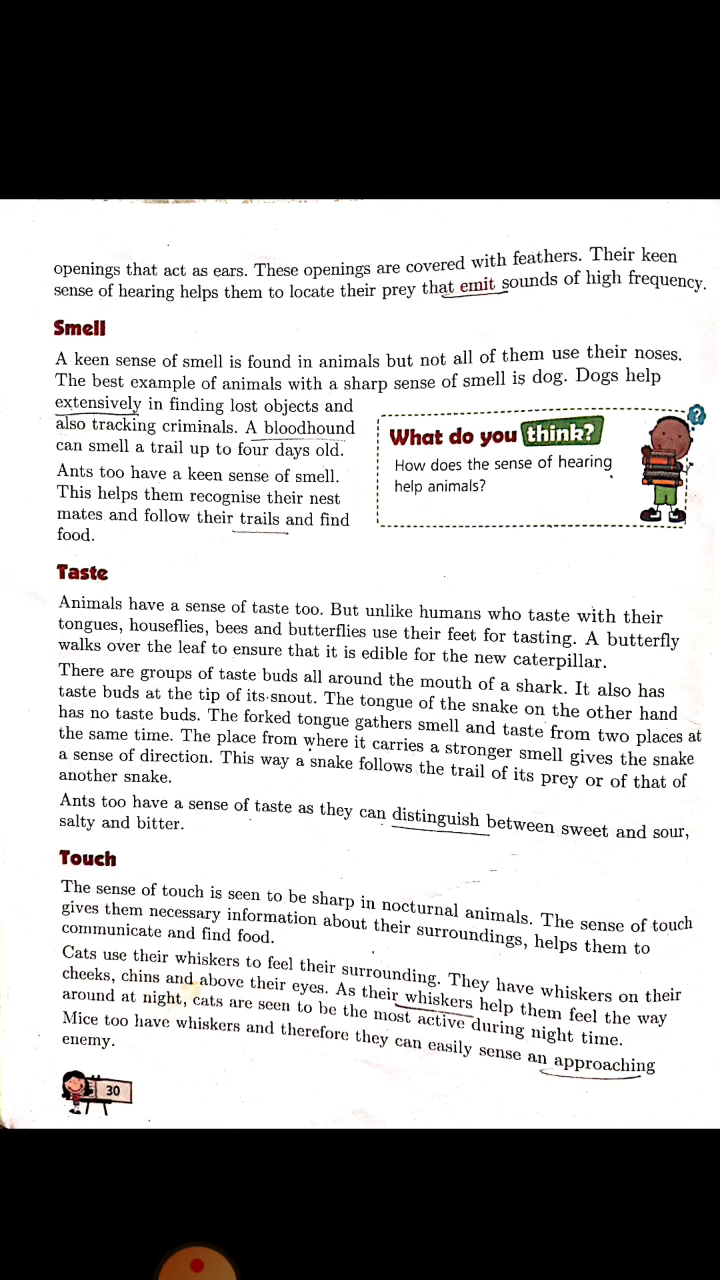 openings that act as ears. These openings are covered with feathers. Their keen
sense of hearing helps them to locate their prey that emit sounds of high frequency.
Smell
A keen sense of smell is found in animals but not all of them use their noses.
The best example of animals with a sharp sense of smell is dog. Dogs help
extensively in finding lost objects and
also tracking criminals. A bloodhound
can smell a trail up to four days old.
Ants too have a keen sense of smell.
This helps them recognise their nest
mates and follow their trails and find
food.
What do you think?
?
How does the sense of hearing
help animals?
Taste
Animals have a sense of taste too. But unlike humans who taste with their
tongues, houseflies, bees and butterflies use their feet for tasting. A butterfly
walks over the leaf to ensure that it is edible for the new caterpillar.
There are groups of taste buds all around the mouth of a shark. It also has
taste buds at the tip of its snout. The tongue of the snake on the other hand
has no taste buds. The forked tongue gathers smell and taste from two places at
the same time. The place from where it carries a stronger smell gives the snake
a sense of direction. This way a snake follows the trail of its prey or of that of
another snake.
Ants too have a sense of taste as they can distinguish between sweet and sour,
salty and bitter.
Touch
The sense of touch is seen to be sharp in nocturnal animals. The sense of touch
gives them necessary information about their surroundings, helps them to
communicate and find food.
Cats use their whiskers to feel their surrounding. They have whiskers on their
cheeks, chins and above their eyes. As their whiskers help them feel the way
around at night, cats are seen to be the most active during night time.
Mice too have whiskers and therefore they can easily sense an approaching
enemy.
30